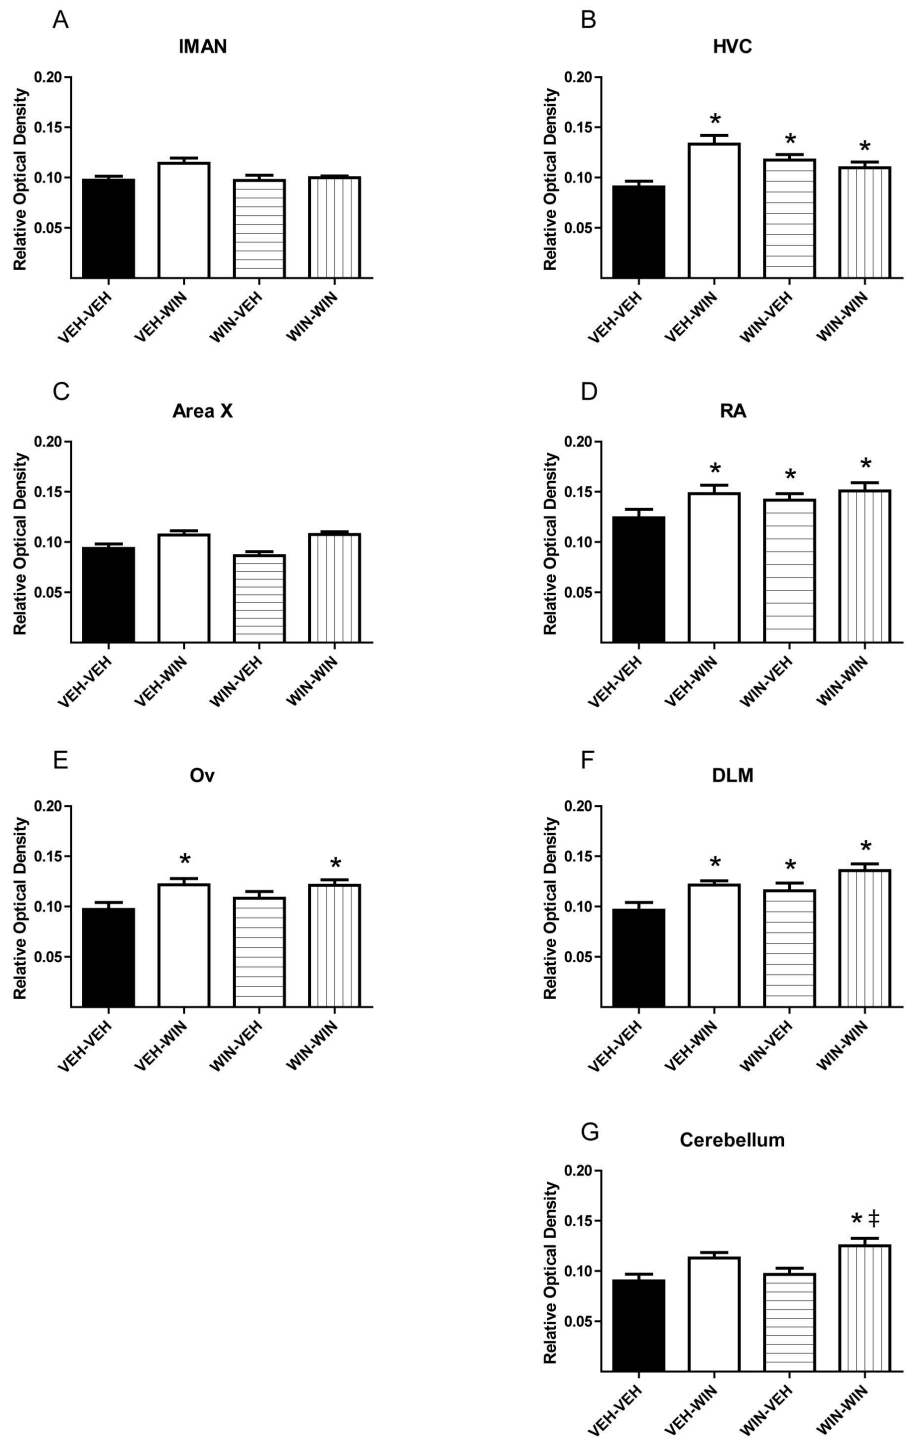 A
IMAN
Relative Optical Density
0.20
0.15
0.10
0.05
VEH-VEH
VEH-WIN
WIN-VEH
WIN-WIN
B
HVC
Relative Optical Density
0.20
0.15
0.10
0.05
*
*
*
VEH-VEH
VEH-WIN
WIN-VEH
WIN-WIN
C
Area X
Relative Optical Density
0.20
0.15
0.10
0.05
VEH-VEH
VEH-WIN
WIN-VEH
WIN-WIN
D
RA
Relative Optical Density
0.20
0.15
0.10
0.05
*
*
*
VEH-VEH
VEH-WIN
WIN-VEH
WIN-WIN
E
Ov
Relative Optical Density
0.20
0.15
0.10
0.05
*
*
VEH-VEH
VEH-WIN
WIN-VEH
WIN-WIN
F
DLM
Relative Optical Density
0.20
0.15
0.10
0.05
*
*
*
VEH-VEH
VEH-WIN
WIN-VEH
WIN-WIN
G
Cerebellum
Relative Optical Density
0.20
0.15
0.10
0.05
* ‡
VEH-VEH
VEH-WIN
WIN-VEH
WIN-WIN